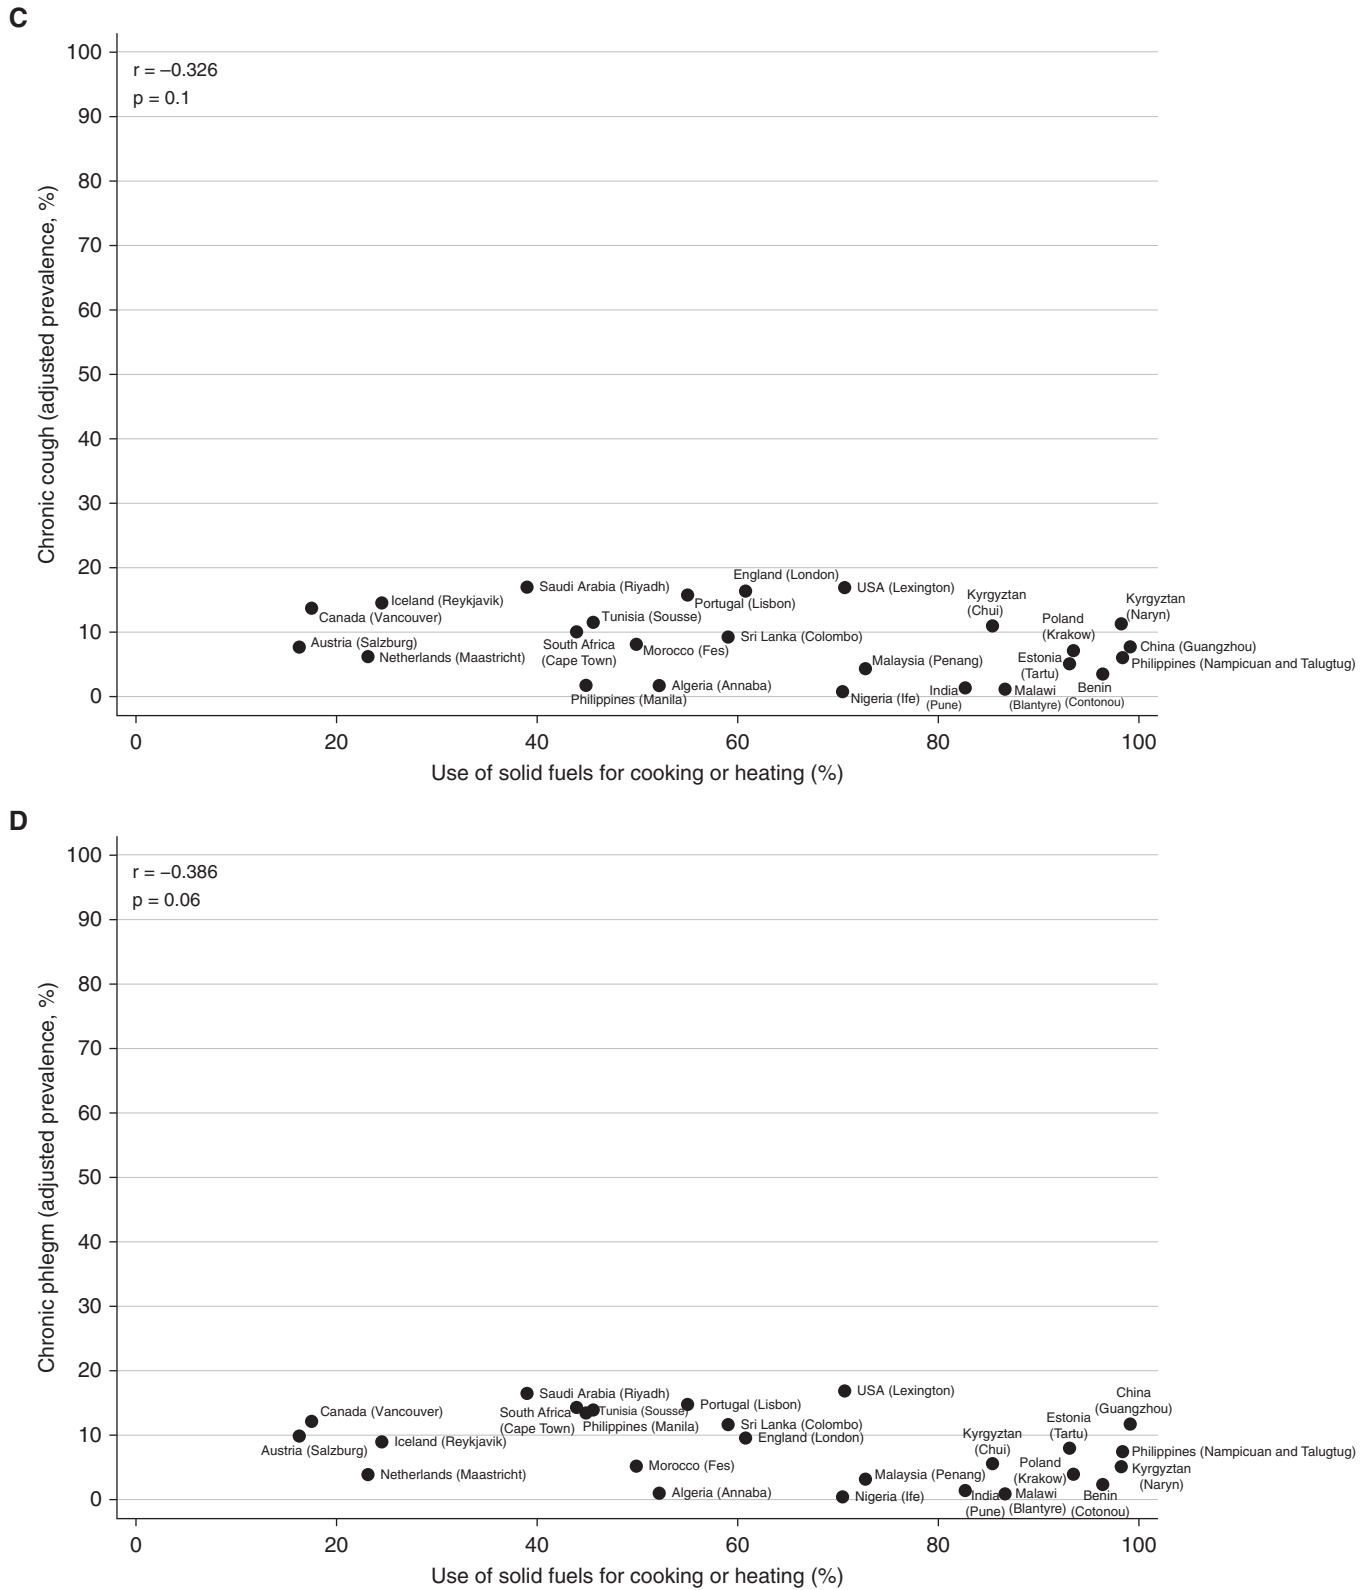 C
100
r = –0.326
p = 0.1
90
80
70
60
50
40
30
20
10
0
Chronic cough (adjusted prevalence, %)
Saudi Arabia (Riyadh)
England (London)
USA (Lexington)
Iceland (Reykjavik)
Canada (Vancouver)
Portugal (Lisbon)
Tunisia (Sousse)
Kyrgyztan
(Chui)
Kyrgyztan
(Naryn)
Poland
(Krakow)
Austria (Salzburg)
Netherlands (Maastricht)
South Africa
(Cape Town)
Morocco (Fes)
Sri Lanka (Colombo)
Malaysia (Penang)
Estonia
(Tartu)
China (Guangzhou)
Philippines (Nampicuan and Talugtug)
Philippines (Manila)
Algeria (Annaba)
Nigeria (Ife)
India
(Pune)
Malawi
(Blantyre)
Benin
(Contonou)
0
20
40
60
80
100
Use of solid fuels for cooking or heating (%)
D
100
r = –0.386
p = 0.06
90
80
70
60
50
40
30
20
10
0
Chronic phlegm (adjusted prevalence, %)
Saudi Arabia (Riyadh)
USA (Lexington)
Canada (Vancouver)
Austria (Salzburg)
Iceland (Reykjavik)
Netherlands (Maastricht)
South Africa
(Cape Town)
Tunisia (Sousse)
Philippines (Manila)
Portugal (Lisbon)
Sri Lanka (Colombo)
England (London)
Morocco (Fes)
Algeria (Annaba)
Malaysia (Penang)
Nigeria (Ife)
China
(Guangzhou)
Estonia
(Tartu)
Kyrgyztan
(Chui)
Poland
(Krakow)
Philippines (Nampicuan and Talugtug)
Kyrgyztan
(Naryn)
India
(Pune)
Malawi
(Blantyre)
Benin
(Cotonou)
0
20
40
60
80
100
Use of solid fuels for cooking or heating (%)